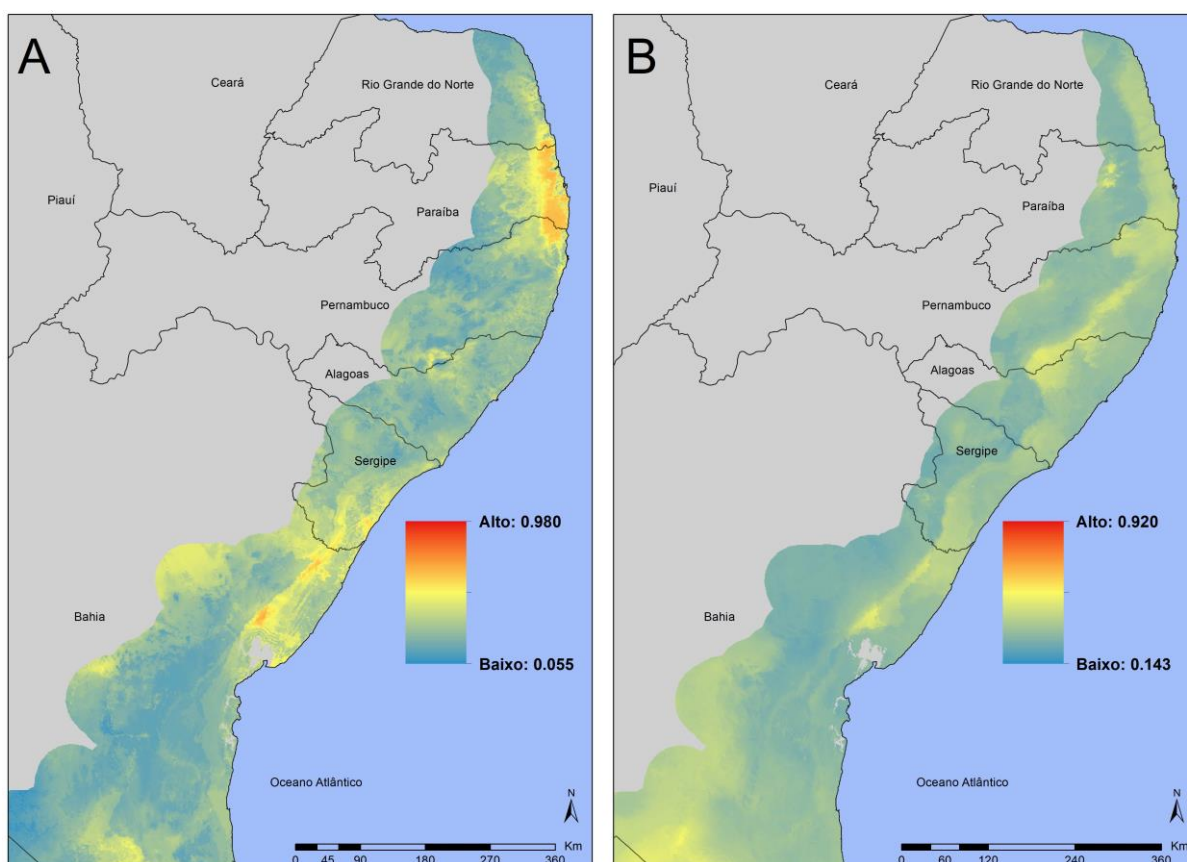 A
Ceará
Rio Grande do Norte
Piauí
Paraíba
Pernambuco
Alagoas
Sergipe
Alto: 0.980
Bahia
Baixo: 0.055
Oceano Atlântico
N
Km
0 45 90 180 270 360
B
Ceará
Rio Grande do Norte
Piauí
Paraíba
Pernambuco
Alagoas
Sergipe
Alto: 0.920
Bahia
Baixo: 0.143
Oceano Atlântico
N
Km
0 40 80 120 240 360